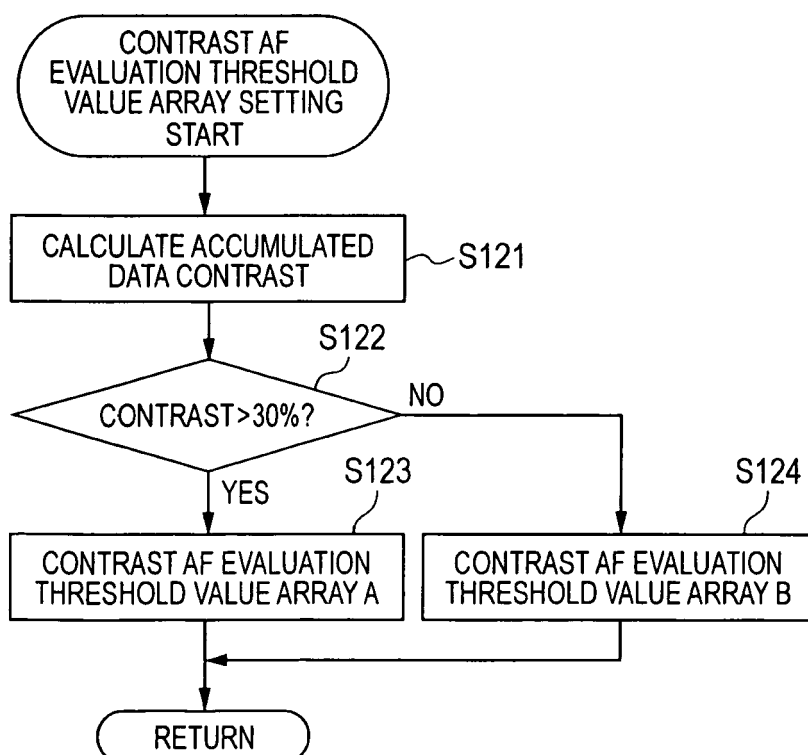 CONTRAST AF
EVALUATION THRESHOLD
VALUE ARRAY SETTING
START
CALCULATE ACCUMULATED
DATA CONTRAST
S121
S122
CONTRAST>30%?
NO
YES
S123
S124
CONTRAST AF EVALUATION
THRESHOLD VALUE ARRAY A
CONTRAST AF EVALUATION
THRESHOLD VALUE ARRAY B
RETURN